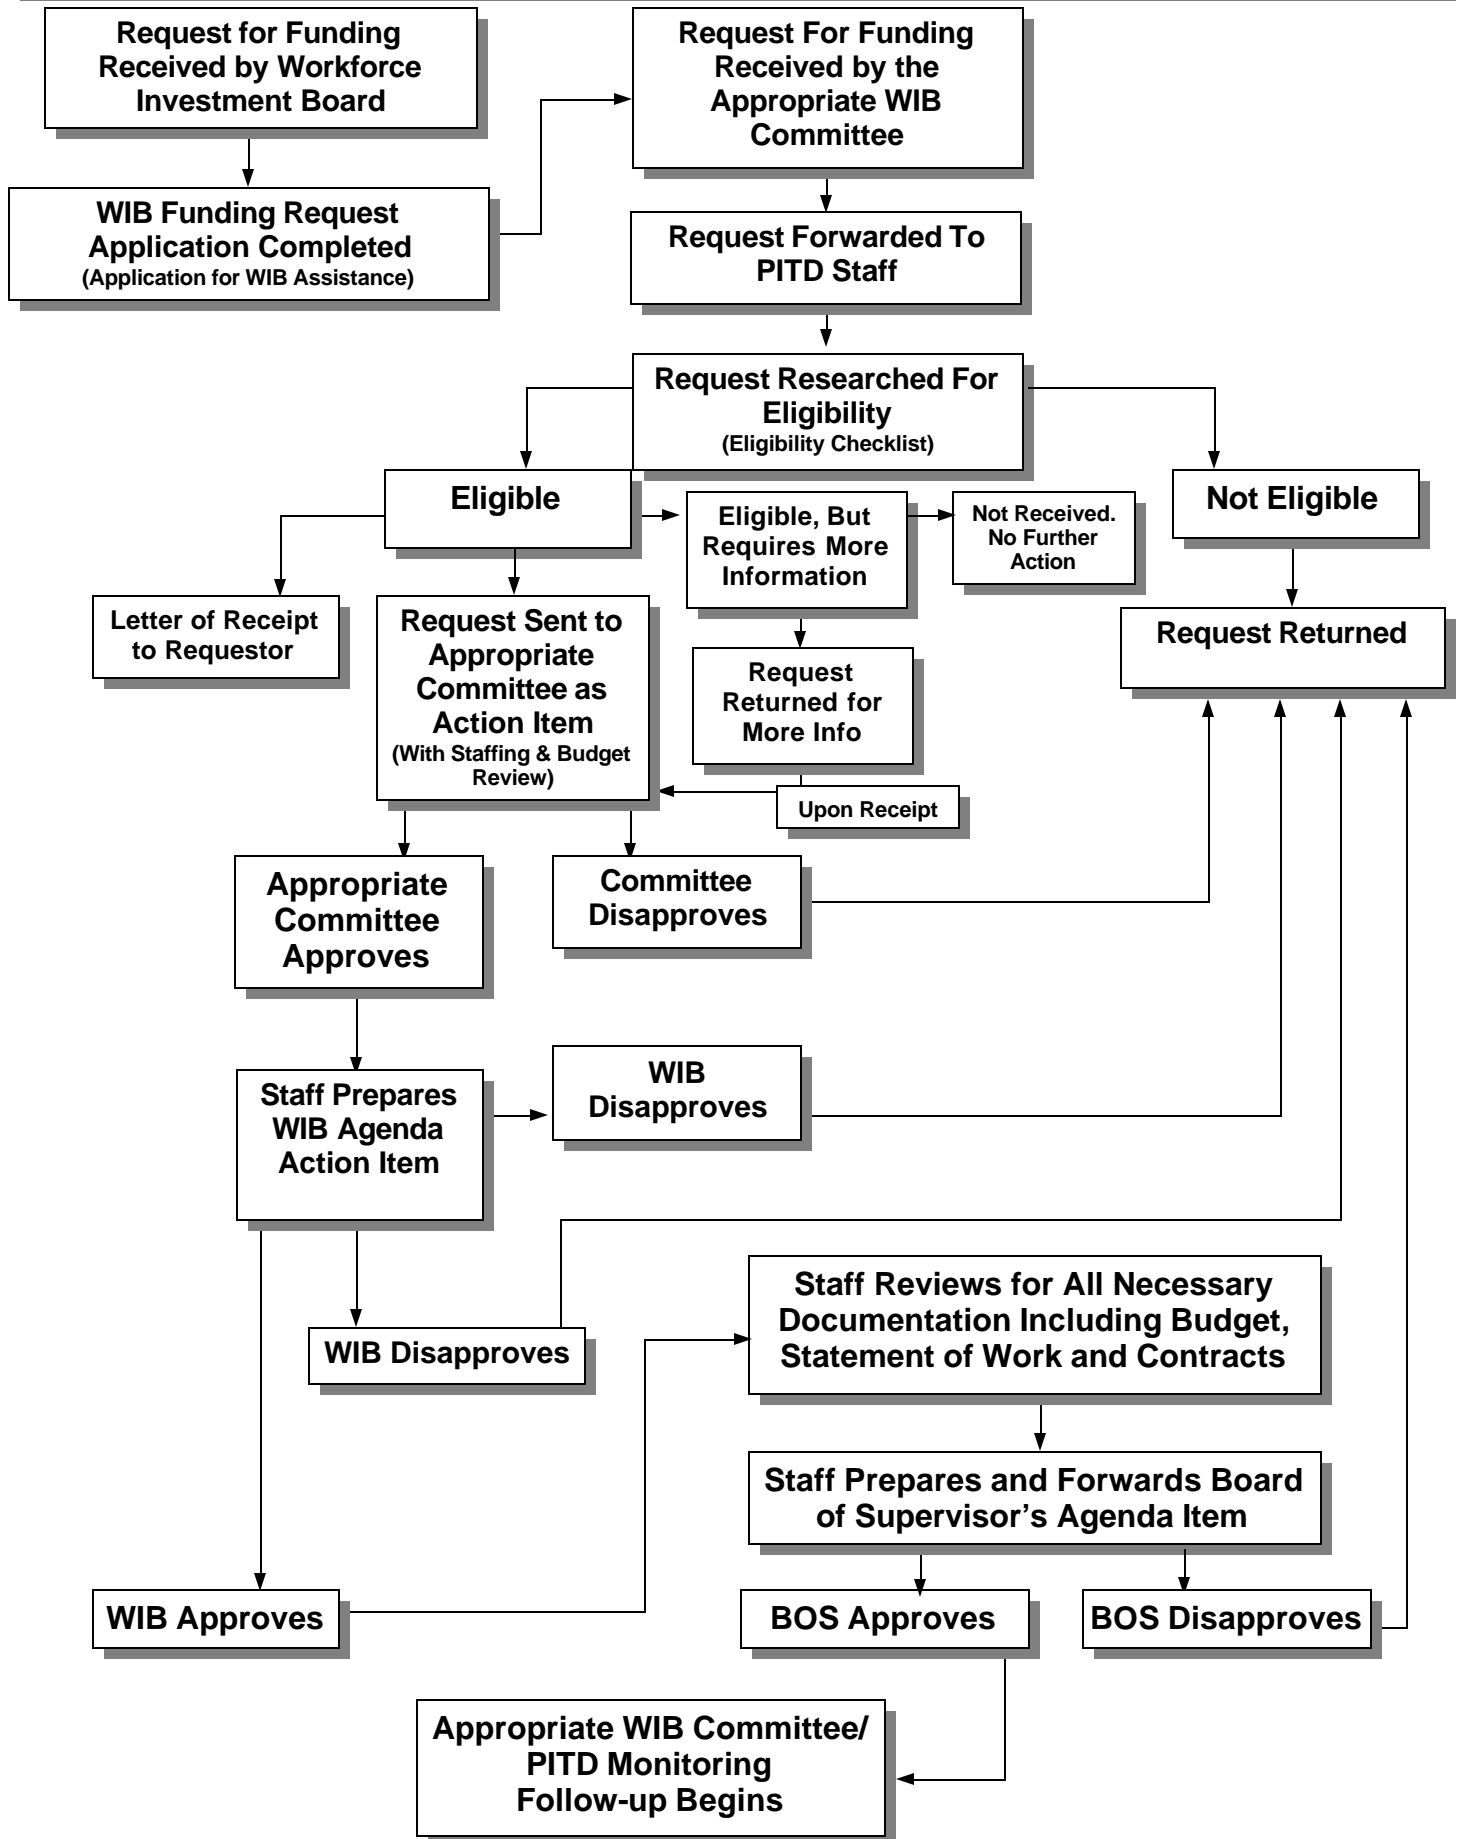 Request for Funding
Received by Workforce
Investment Board
Request For Funding
Received by the
Appropriate WIB
Committee
WIB Funding Request
Application Completed
(Application for WIB Assistance)
Request Forwarded To
PITD Staff
Request Researched For
Eligibility
(Eligibility Checklist)
Eligible
Eligible, But
Requires More
Information
Not Received.
No Further
Action
Not Eligible
Letter of Receipt
to Requestor
Request Sent to
Appropriate
Committee as
Action Item
(With Staffing & Budget
Review)
Request
Returned for
More Info
Request Returned
Upon Receipt
Appropriate
Committee
Approves
Committee
Disapproves
Staff Prepares
WIB Agenda
Action Item
WIB
Disapproves
WIB Disapproves
Staff Reviews for All Necessary
Documentation Including Budget,
Statement of Work and Contracts
Staff Prepares and Forwards Board
of Supervisor’s Agenda Item
WIB Approves
BOS Approves
BOS Disapproves
Appropriate WIB Committee/
PITD Monitoring
Follow-up Begins